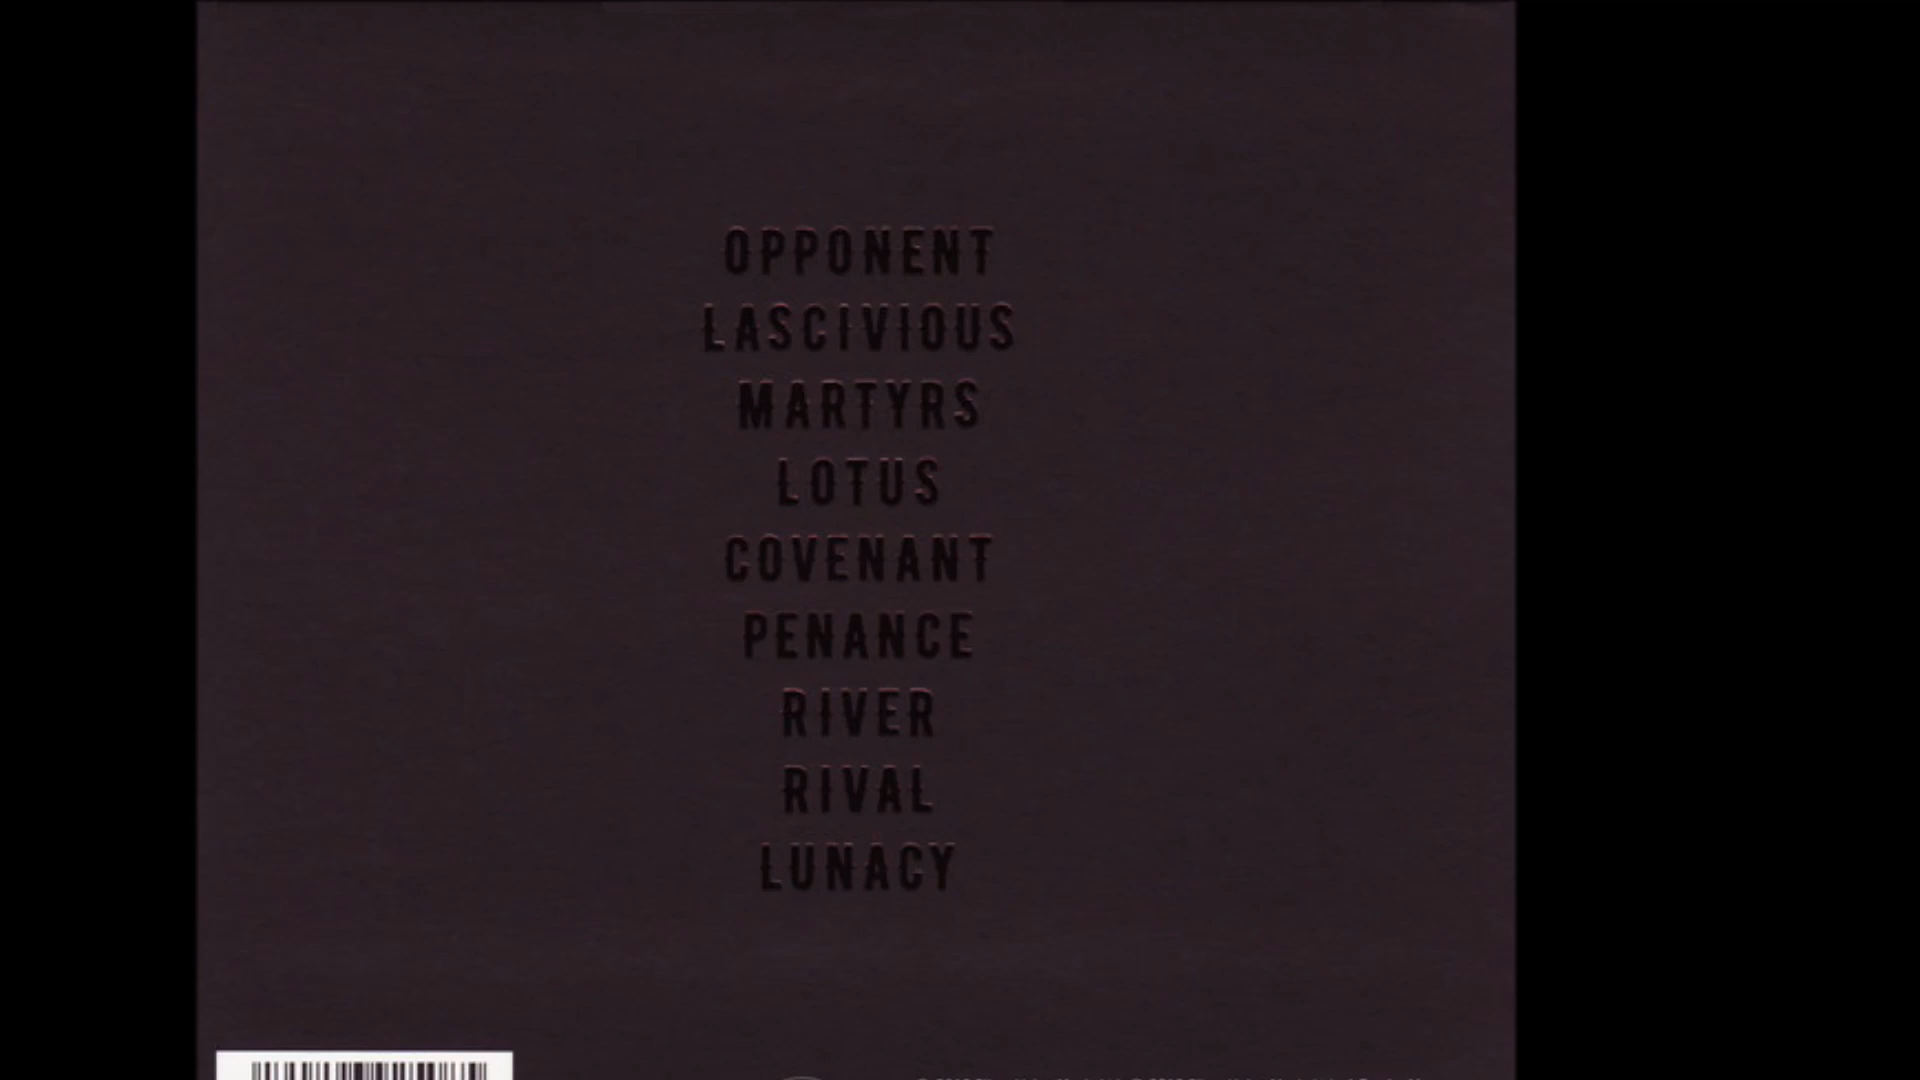 OPPONENT
LASCIVIOUS
MARTYRS
LOTUS
COVENANT
PENANCE
RIVER
RIVAL
LUNACY